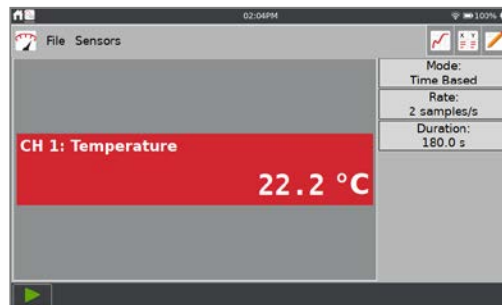 02:04PM
100%
File Sensors
X Y
Mode:
Time Based
Rate:
2 samples/s
Duration:
180.0 s
CH 1: Temperature
22.2 °C